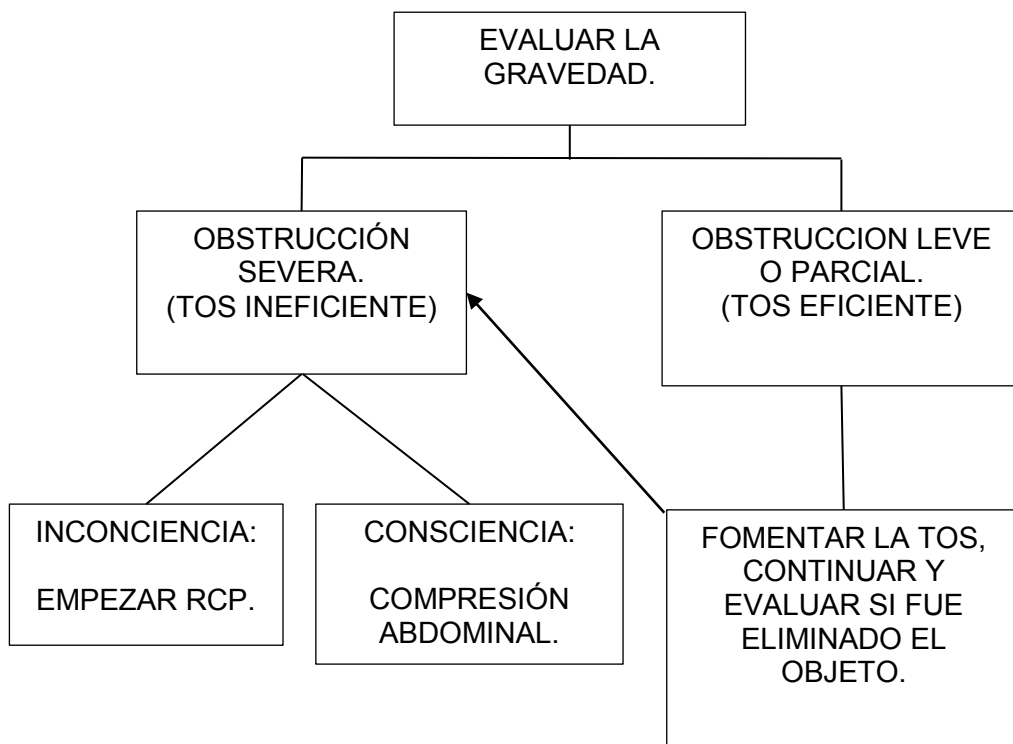 EVALUAR LA
GRAVEDAD.
OBSTRUCCIÓN
SEVERA.
(TOS INEFICIENTE)
OBSTRUCCION LEVE
O PARCIAL.
(TOS EFICIENTE)
INCONCIENCIA:
EMPEZAR RCP.
CONSCIENCIA:
COMPRESIÓN
ABDOMINAL.
FOMENTAR LA TOS,
CONTINUAR Y
EVALUAR SI FUE
ELIMINADO EL
OBJETO.